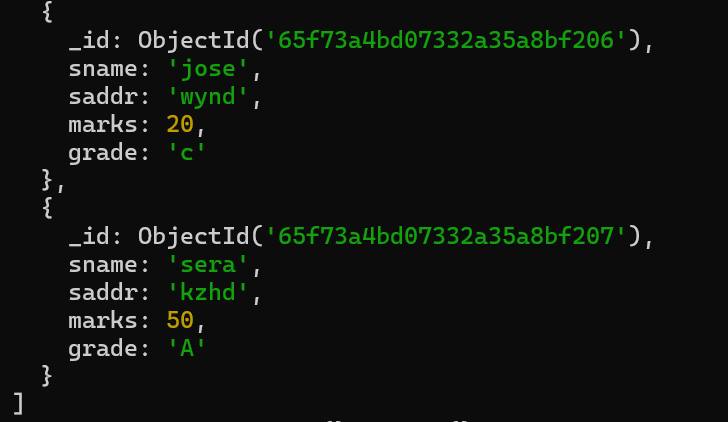 {
_id: ObjectId('65f73a4bd07332a35a8bf206'),
sname: 'jose',
saddr: 'wynd',
marks: 20,
grade: 'c'
},
{
_id: ObjectId('65f73a4bd07332a35a8bf207'),
sname: 'sera',
saddr: 'kzhd',
marks: 50,
grade: 'A'
}
]